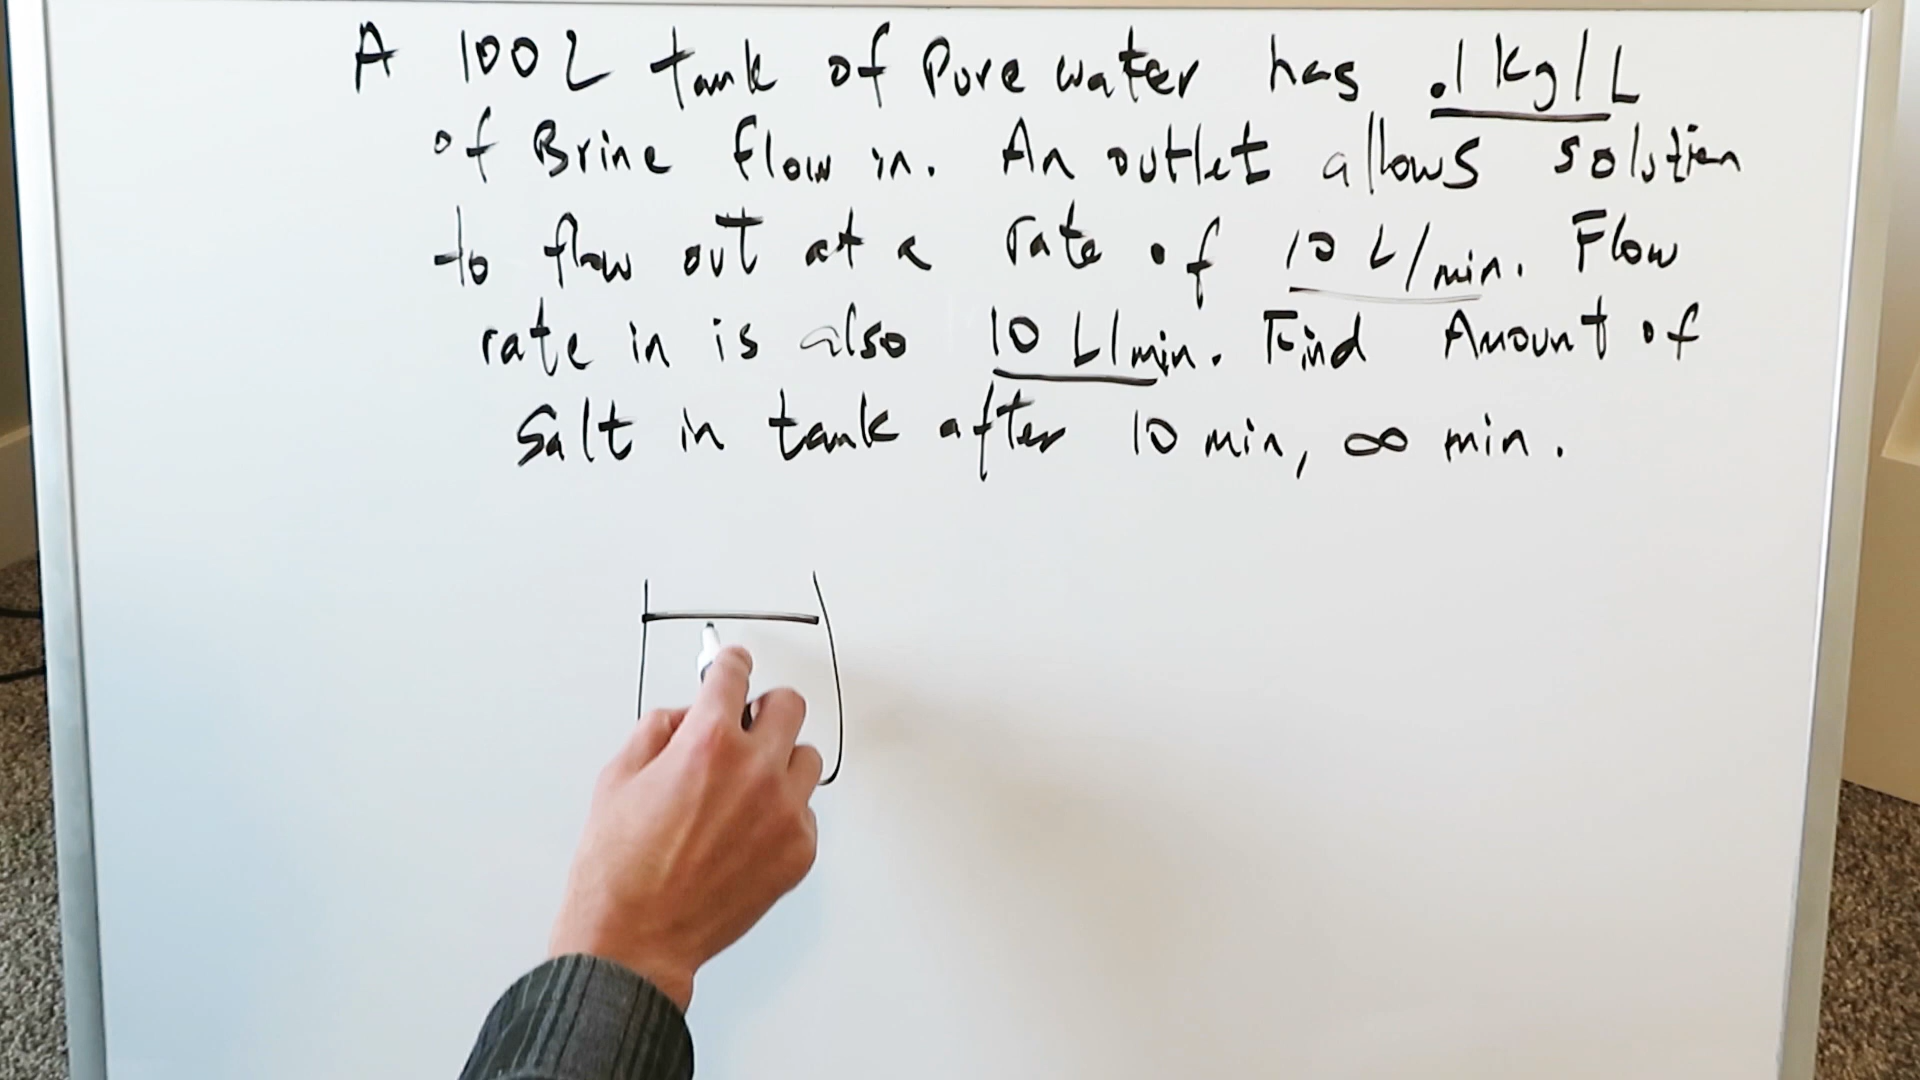 A 100 L tank of Pure water has .1 Kg/L
of Brine flow in. An outlet allows solution
to flow out at a rate of 10 L/min. Flow
rate in is also 10 L/min. Find Amount of
Salt in tank after 10 min, ∞ min.